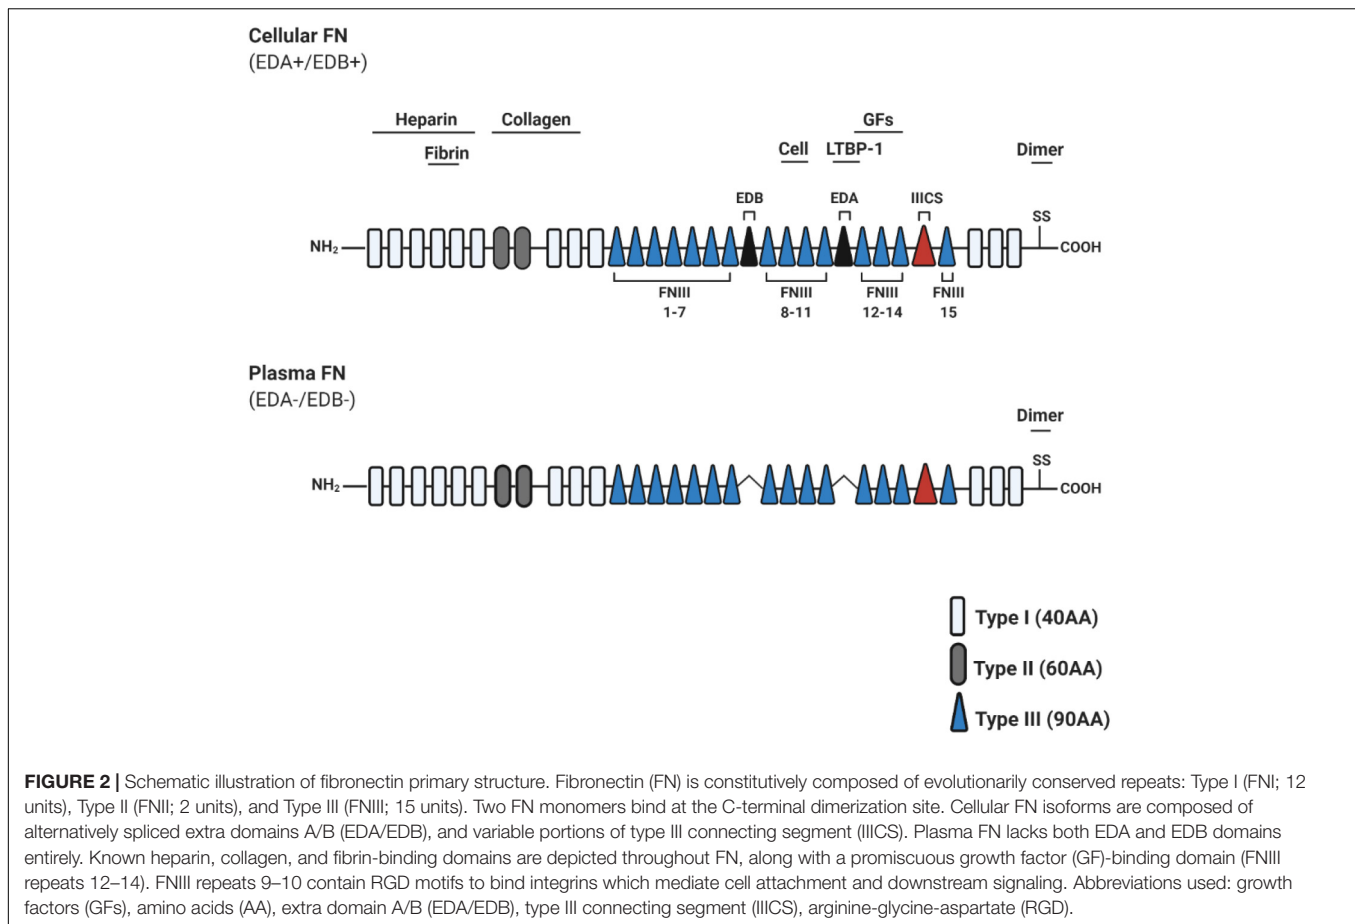 Cellular FN
(EDA+/EDB+)
Heparin
Collagen
GFs
Fibrin
Cell
LTBP-1
Dimer
EDB
EDA
IIICS
SS
NH2
COOH
FNIII
1-7
FNIII
8-11
FNIII
12-14
FNIII
15
Plasma FN
(EDA-/EDB-)
Dimer
SS
NH2
COOH
Type I (40AA)
Type II (60AA)
Type III (90AA)
FIGURE 2 | Schematic illustration of fibronectin primary structure. Fibronectin (FN) is constitutively composed of evolutionarily conserved repeats: Type I (FNI; 12
units), Type II (FNII; 2 units), and Type III (FNIII; 15 units). Two FN monomers bind at the C-terminal dimerization site. Cellular FN isoforms are composed of
alternatively spliced extra domains A/B (EDA/EDB), and variable portions of type III connecting segment (IIICS). Plasma FN lacks both EDA and EDB domains
entirely. Known heparin, collagen, and fibrin-binding domains are depicted throughout FN, along with a promiscuous growth factor (GF)-binding domain (FNIII
repeats 12–14). FNIII repeats 9–10 contain RGD motifs to bind integrins which mediate cell attachment and downstream signaling. Abbreviations used: growth
factors (GFs), amino acids (AA), extra domain A/B (EDA/EDB), type III connecting segment (IIICS), arginine-glycine-aspartate (RGD).